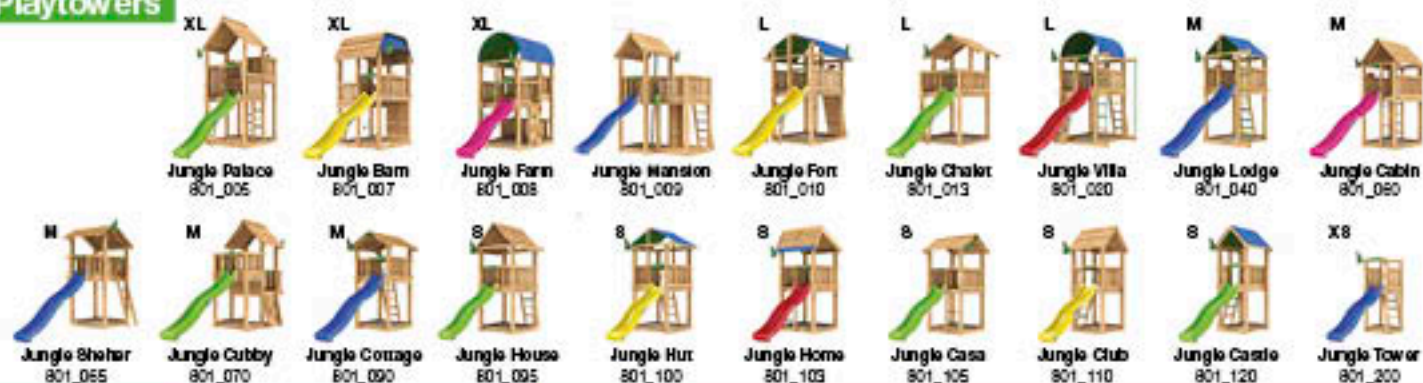 Playtowers
XL XL XL L L L M M
Jungle Palace Jungle Barn Jungle Farm Jungle Mansion Jungle Fort Jungle Chalet Jungle Villa Jungle Lodge Jungle Cabin
801_005 801_007 801_008 801_009 801_010 801_013 801_020 801_040 801_060
M M M S S S S S S XS
Jungle Shelter Jungle Cubby Jungle Cottage Jungle House Jungle Hut Jungle Home Jungle Casa Jungle Club Jungle Castle Jungle Tower
801_065 801_070 801_090 801_095 801_100 801_103 801_105 801_110 801_120 801_200